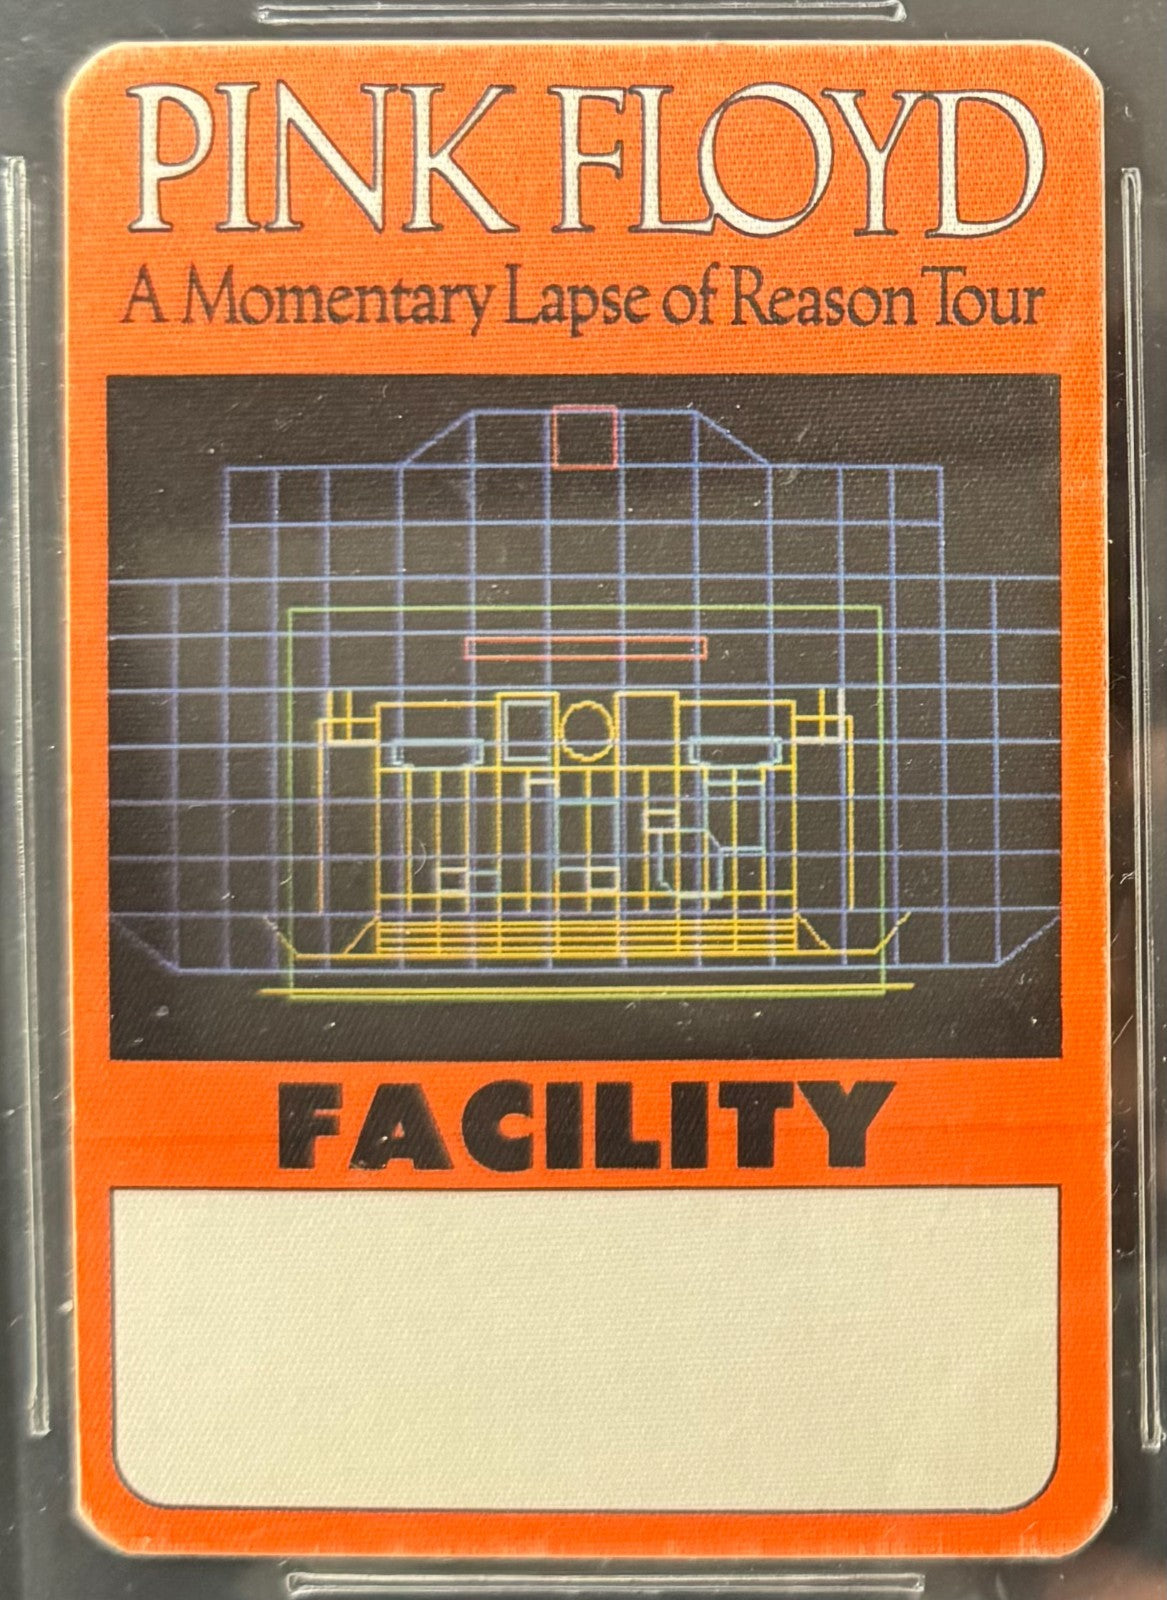 PINK FLOYD
A Momentary Lapse of Reason Tour
FACILITY